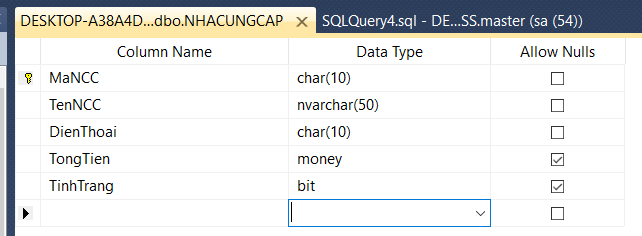 DESKTOP-A38A4D...dbo.NHACUNGCAP SQLQuery4.sql - DE...SS.master (sa (54))
Column Name Data Type Allow Nulls
MaNCC char(10)
TenNCC nvarchar(50)
DienThoai char(10)
TongTien money
TinhTrang bit